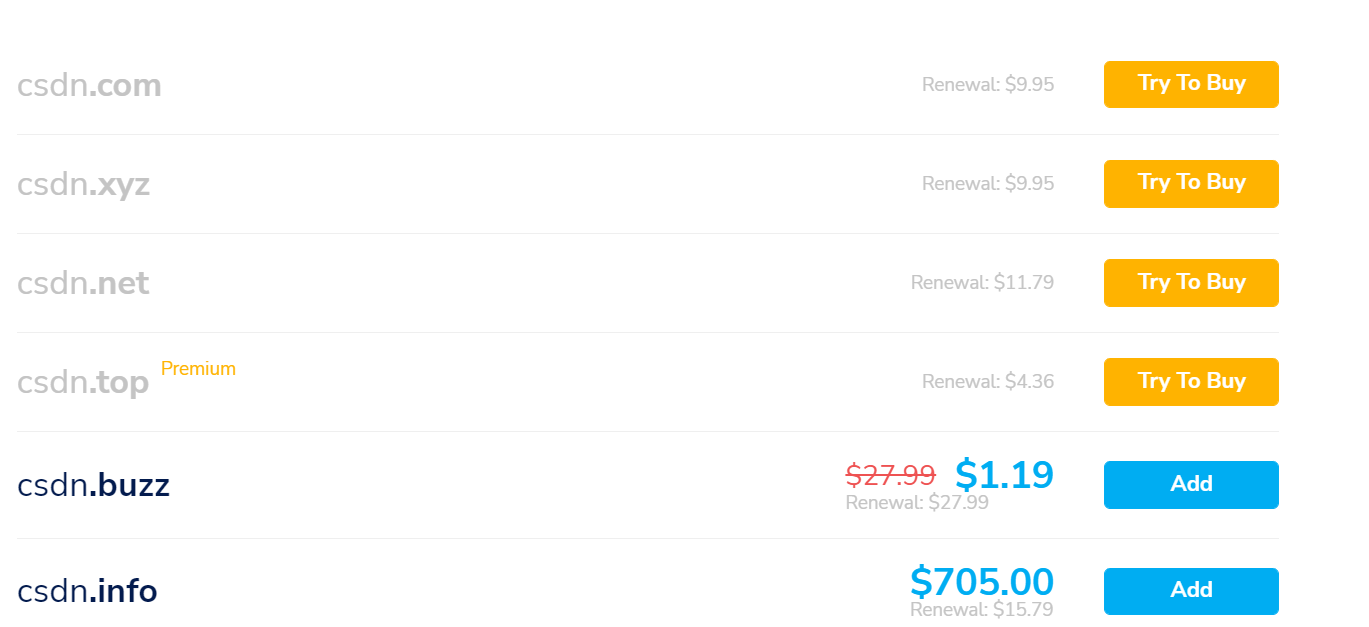 csdn.com Renewal: $9.95 Try To Buy
csdn.xyz Renewal: $9.95 Try To Buy
csdn.net Renewal: $11.79 Try To Buy
csdn.top Premium Renewal: $4.36 Try To Buy
csdn.buzz $27.99 $1.19 Add
Renewal: $27.99
csdn.info $705.00 Add
Renewal: $15.79